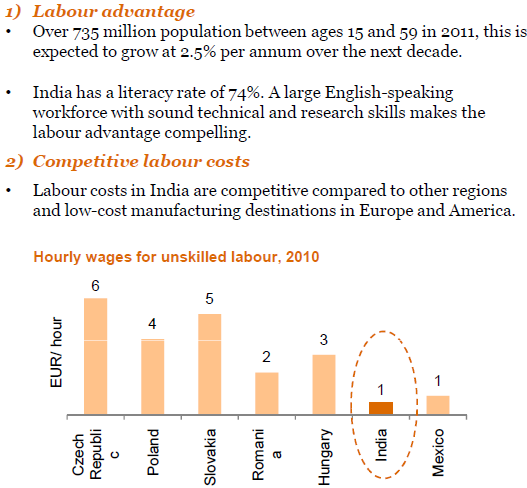 1) Labour advantage
• Over 735 million population between ages 15 and 59 in 2011, this is
expected to grow at 2.5% per annum over the next decade.
• India has a literacy rate of 74%. A large English-speaking
workforce with sound technical and research skills makes the
labour advantage compelling.
2) Competitive labour costs
• Labour costs in India are competitive compared to other regions
and low-cost manufacturing destinations in Europe and America.
Hourly wages for unskilled labour, 2010
EUR/ hour
6
4
5
2
3
1
1
Czech
Republi
c
Poland
Slovakia
Romani
a
Hungary
India
Mexico